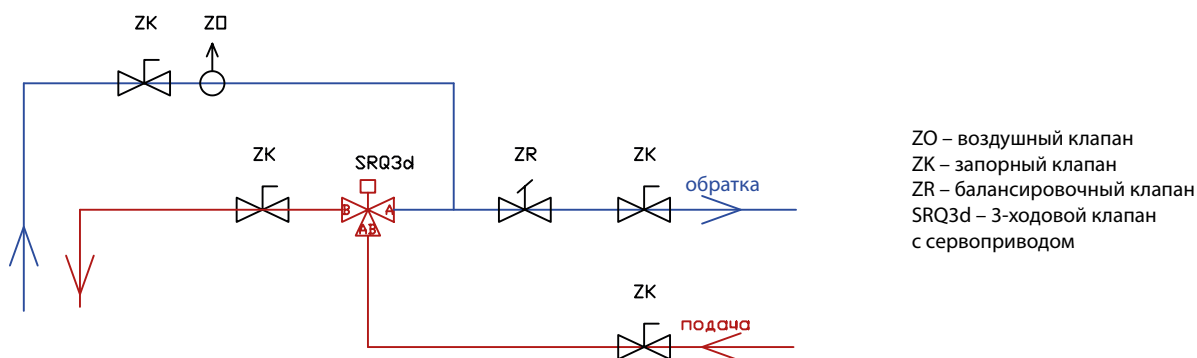 ZK
ZO
ZK
SRQ3d
ZR
ZK
B
A
AB
обратка
ZK
подача
ZO – воздушный клапан
ZK – запорный клапан
ZR – балансировочный клапан
SRQ3d – 3-ходовой клапан
с сервоприводом